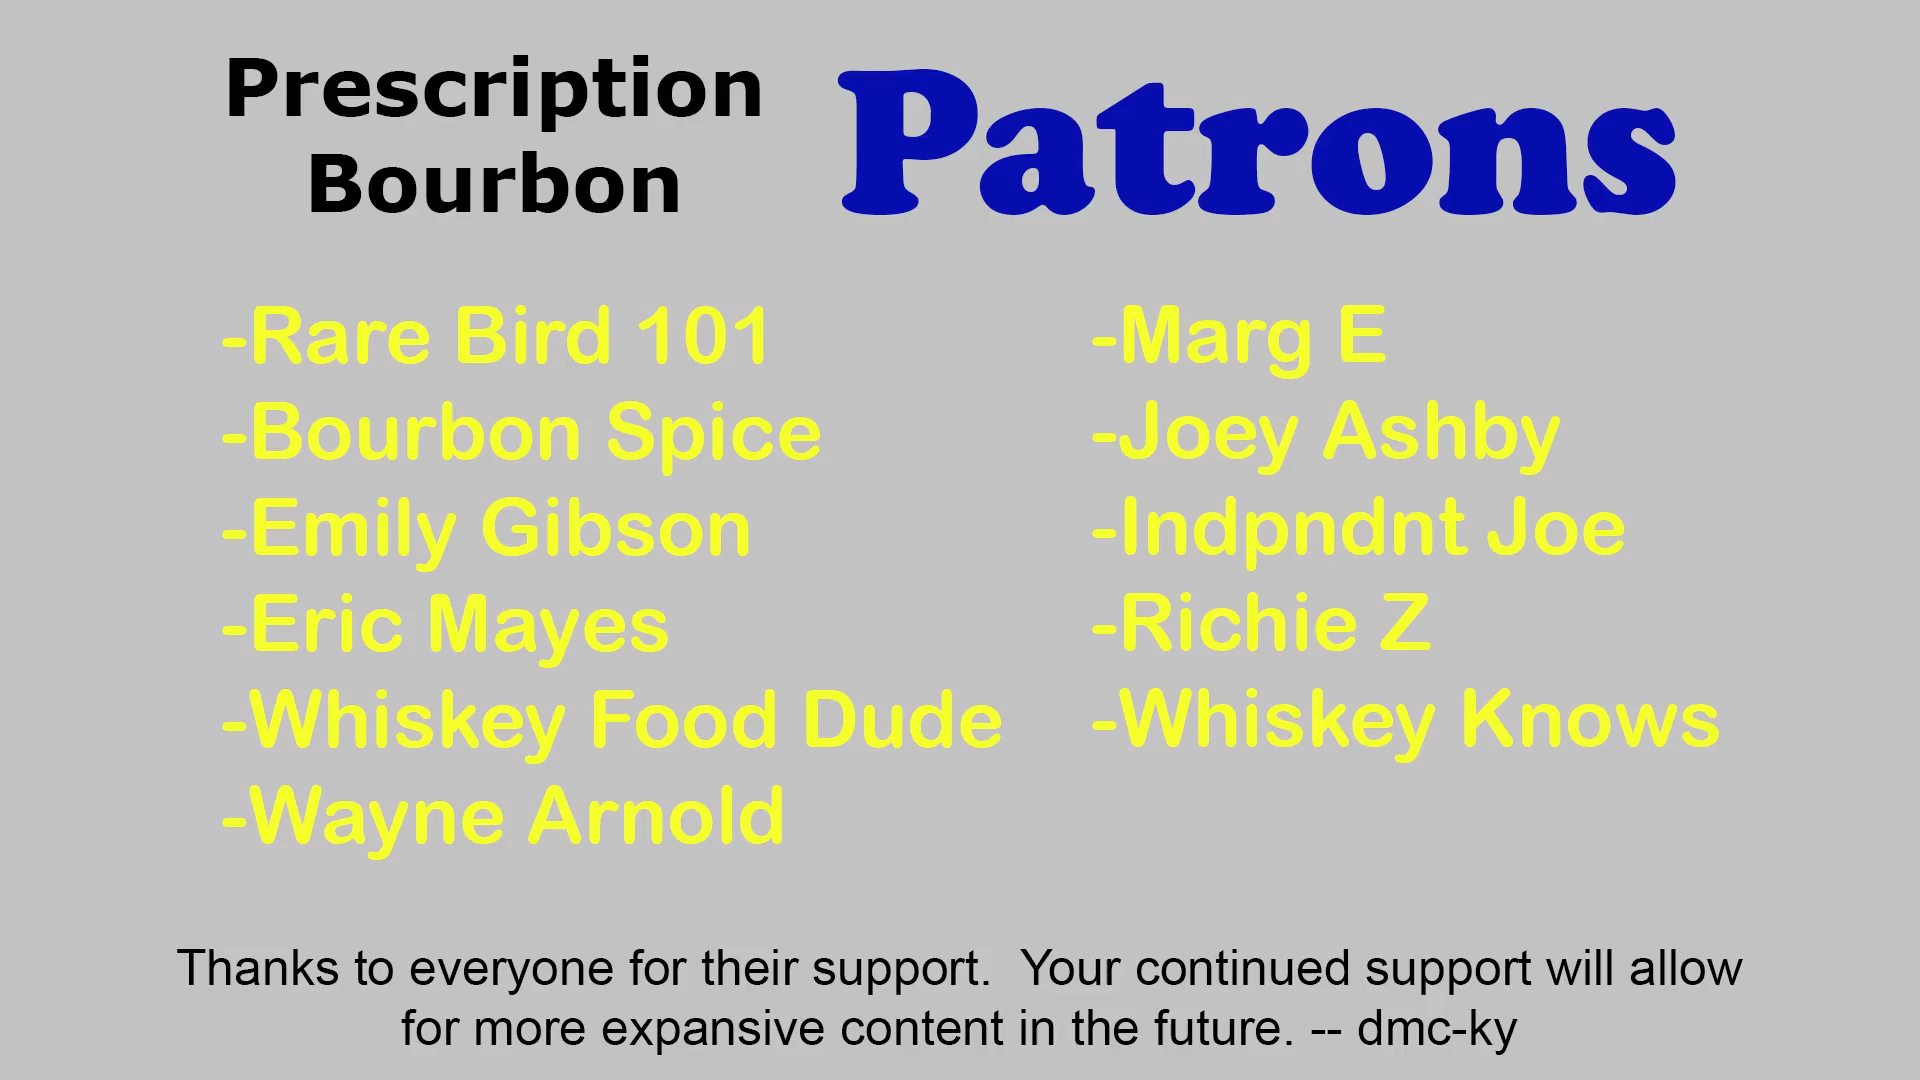 Prescription
Bourbon
Patrons
-Rare Bird 101
-Bourbon Spice
-Emily Gibson
-Eric Mayes
-Whiskey Food Dude
-Wayne Arnold
-Marg E
-Joey Ashby
-Indpndnt Joe
-Richie Z
-Whiskey Knows
Thanks to everyone for their support.  Your continued support will allow
for more expansive content in the future. -- dmc-ky